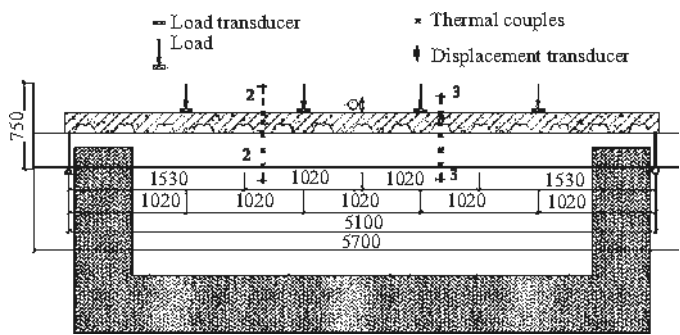 Load transducer
Load
Thermal couples
Displacement transducer
2
3
750
2
3
1530 1020 1020 1530
1020 1020 1020 1020 1020
5100
5700